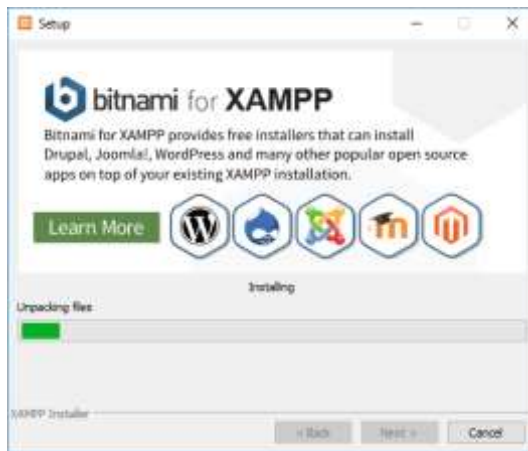 Setup
bitnami for XAMPP
Bitnami for XAMPP provides free installers that can install
Drupal, Joomla!, WordPress and many other popular open source
apps on top of your existing XAMPP installation.
Learn More
Installing
Unpacking files
XAMPP Installer
< Back
Next >
Cancel